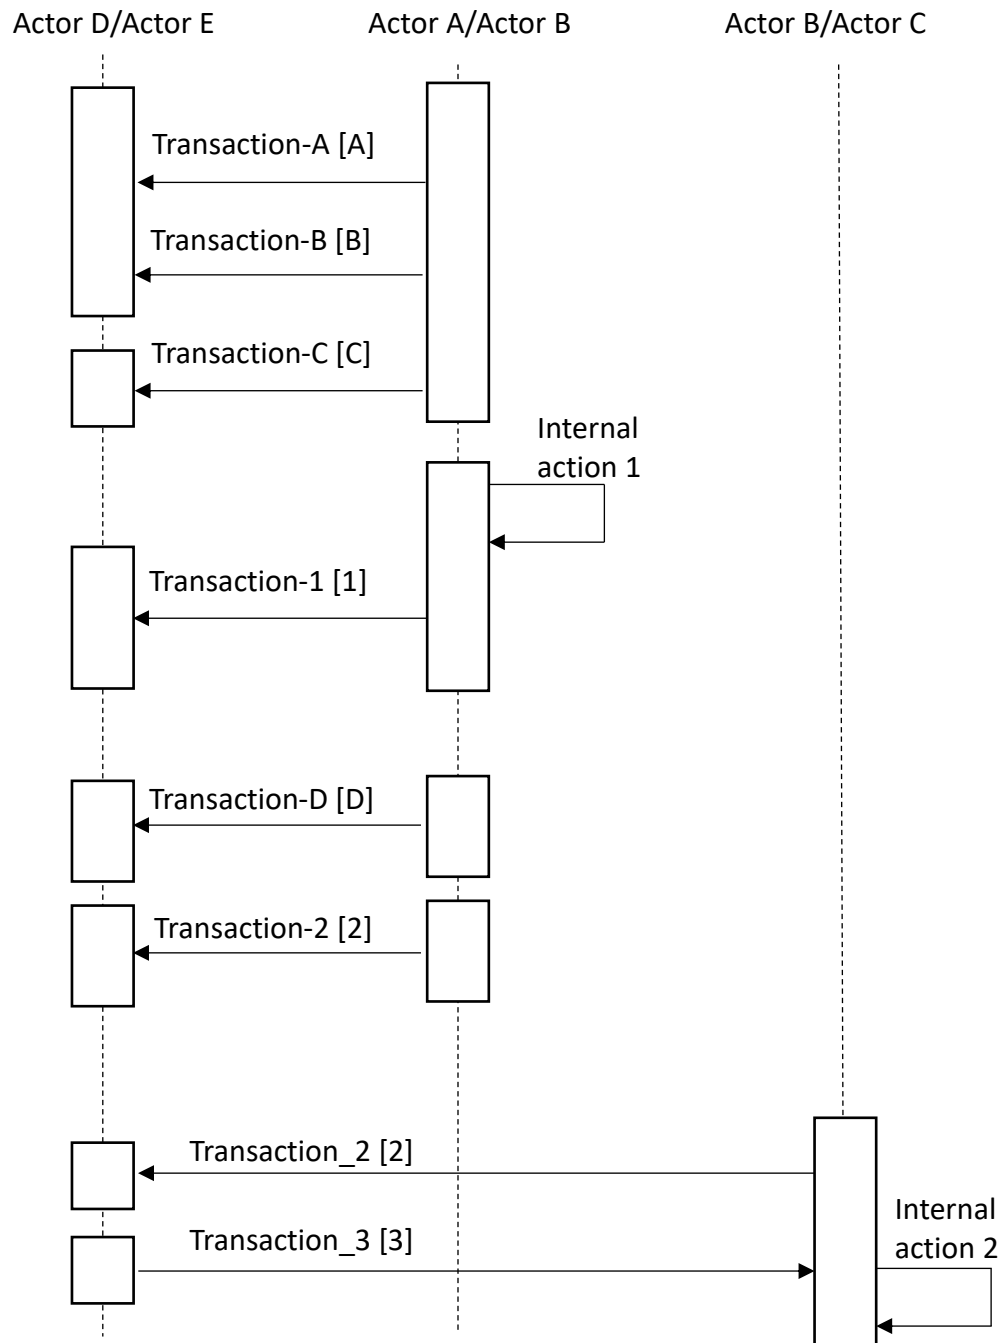 Actor D/Actor E
Actor A/Actor B
Actor B/Actor C
Transaction-A [A]
Transaction-B [B]
Transaction-C [C]
Internal
action 1
Transaction-1 [1]
Transaction-D [D]
Transaction-2 [2]
Transaction_2 [2]
Transaction_3 [3]
Internal
action 2